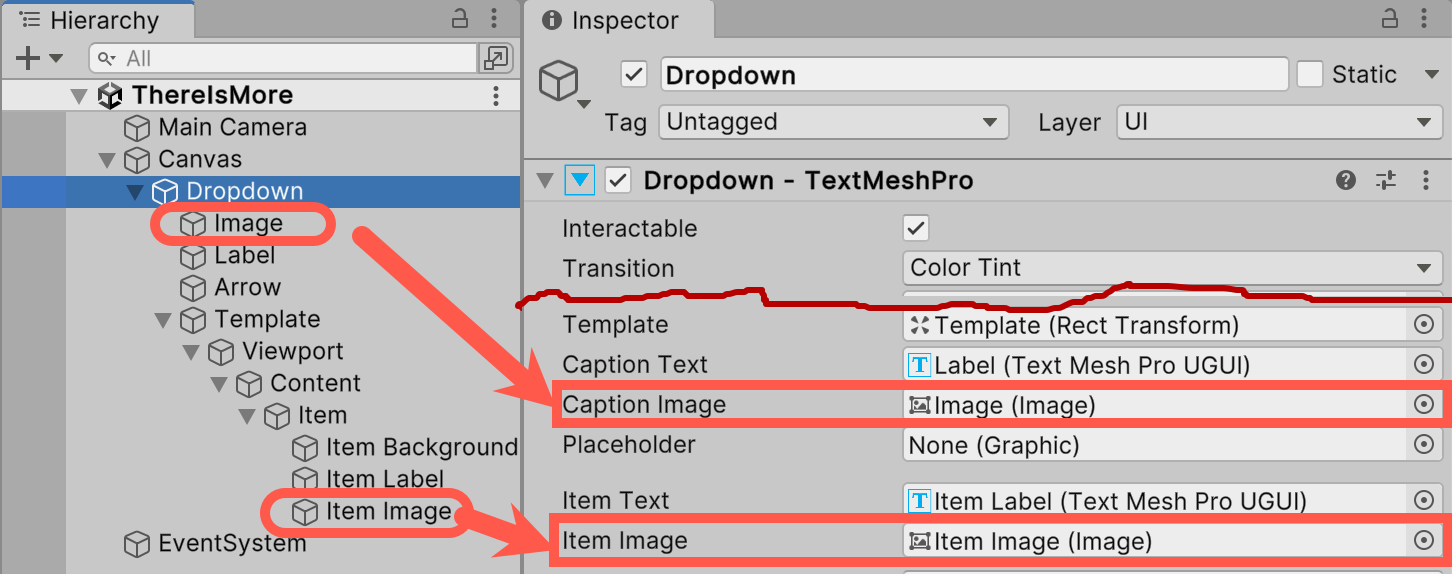 Hierarchy
All
ThereIsMore
Main Camera
Canvas
Dropdown
Image
Label
Arrow
Template
Viewport
Content
Item
Item Background
Item Label
Item Image
EventSystem
Inspector
Dropdown
Static
Tag Untagged Layer UI
Dropdown - TextMeshPro
Interactable
Transition Color Tint
Template Template (Rect Transform)
Caption Text T Label (Text Mesh Pro UGUI)
Caption Image Image (Image)
Placeholder None (Graphic)
Item Text T Item Label (Text Mesh Pro UGUI)
Item Image Item Image (Image)